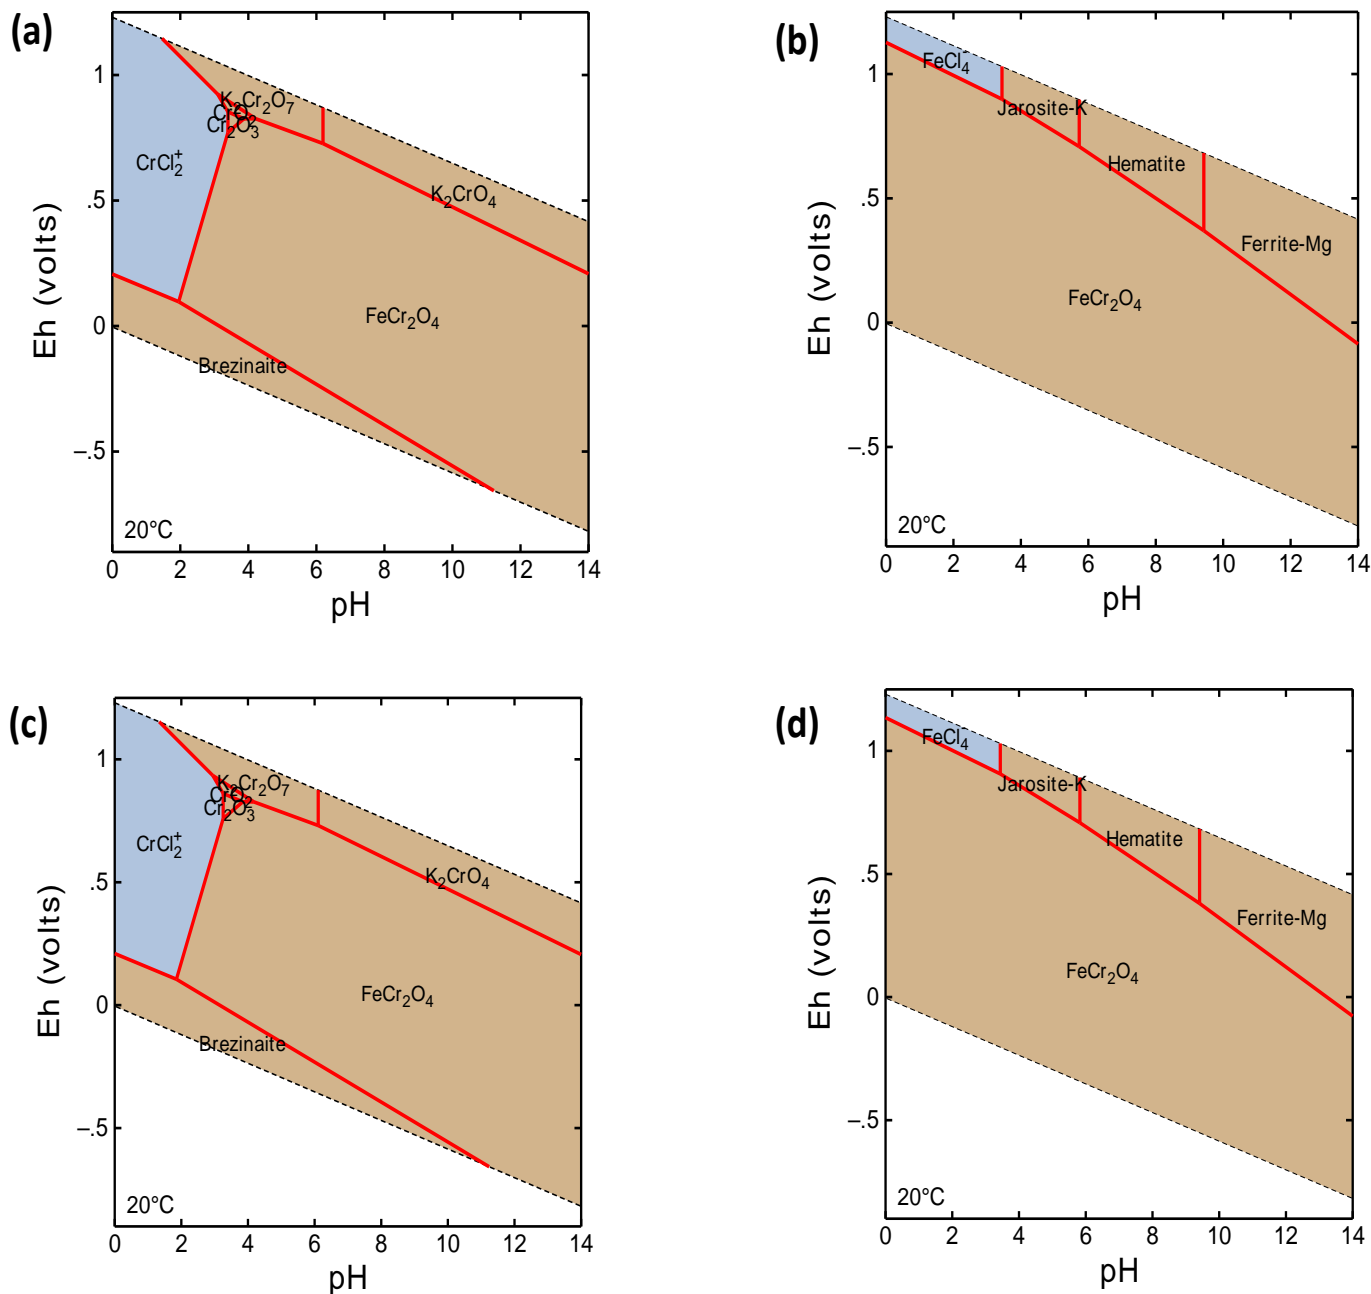 (a)
1
.5
0
–.5
Eh (volts)
K2Cr2O7
CrO2
Cr2O3
CrCl2+
K2CrO4
FeCr2O4
Brezinaite
20°C
0 2 4 6 8 10 12 14
pH
(b)
1
.5
0
–.5
Eh (volts)
FeCl4-
Jarosite-K
Hematite
Ferrite-Mg
FeCr2O4
20°C
0 2 4 6 8 10 12 14
pH
(c)
1
.5
0
–.5
Eh (volts)
K2Cr2O7
CrO2
Cr2O3
CrCl2+
K2CrO4
FeCr2O4
Brezinaite
20°C
0 2 4 6 8 10 12 14
pH
(d)
1
.5
0
–.5
Eh (volts)
FeCl4-
Jarosite-K
Hematite
Ferrite-Mg
FeCr2O4
20°C
0 2 4 6 8 10 12 14
pH